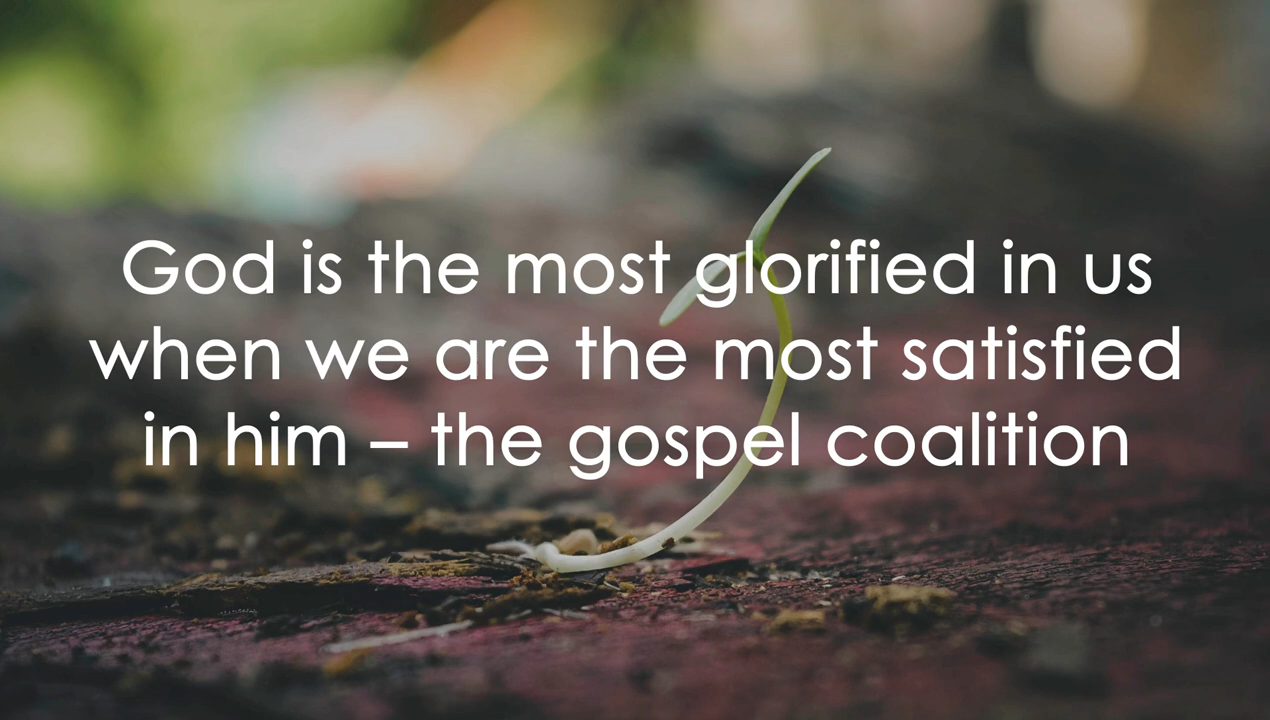 God is the most glorified in us
when we are the most satisfied
in him – the gospel coalition